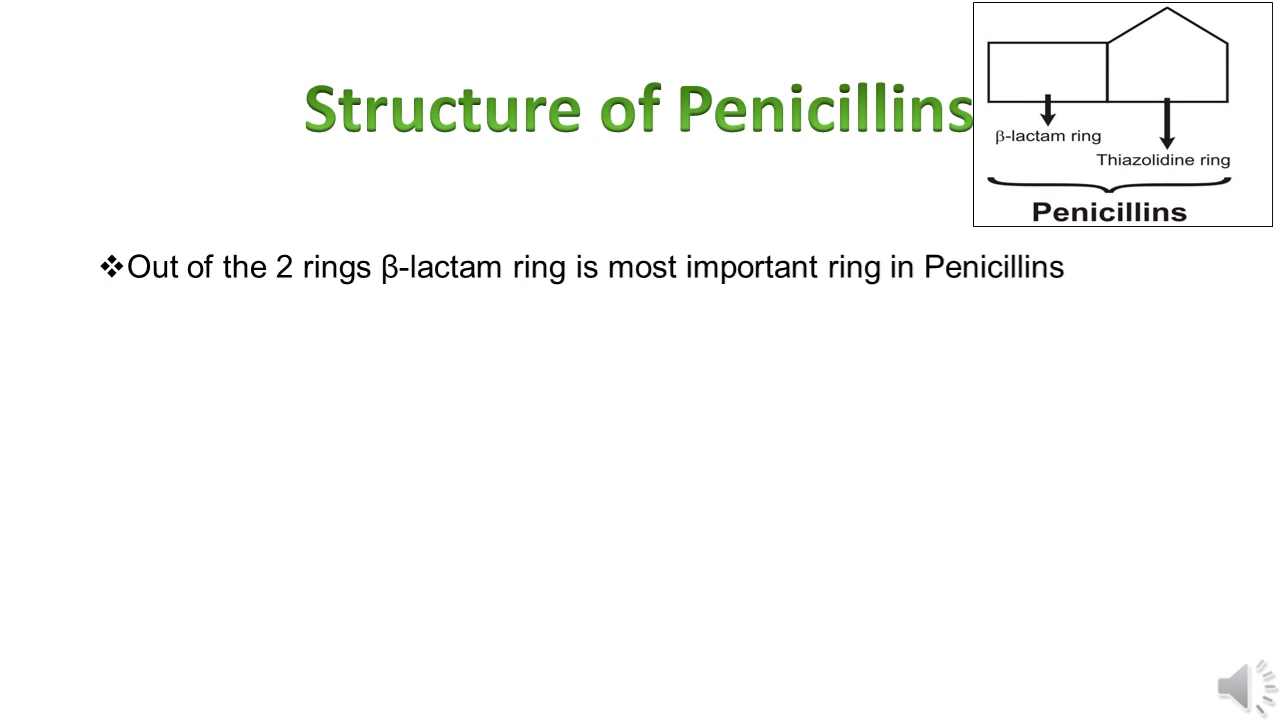 Structure of Penicillins
β-lactam ring
Thiazolidine ring
Penicillins
❖Out of the 2 rings β-lactam ring is most important ring in Penicillins